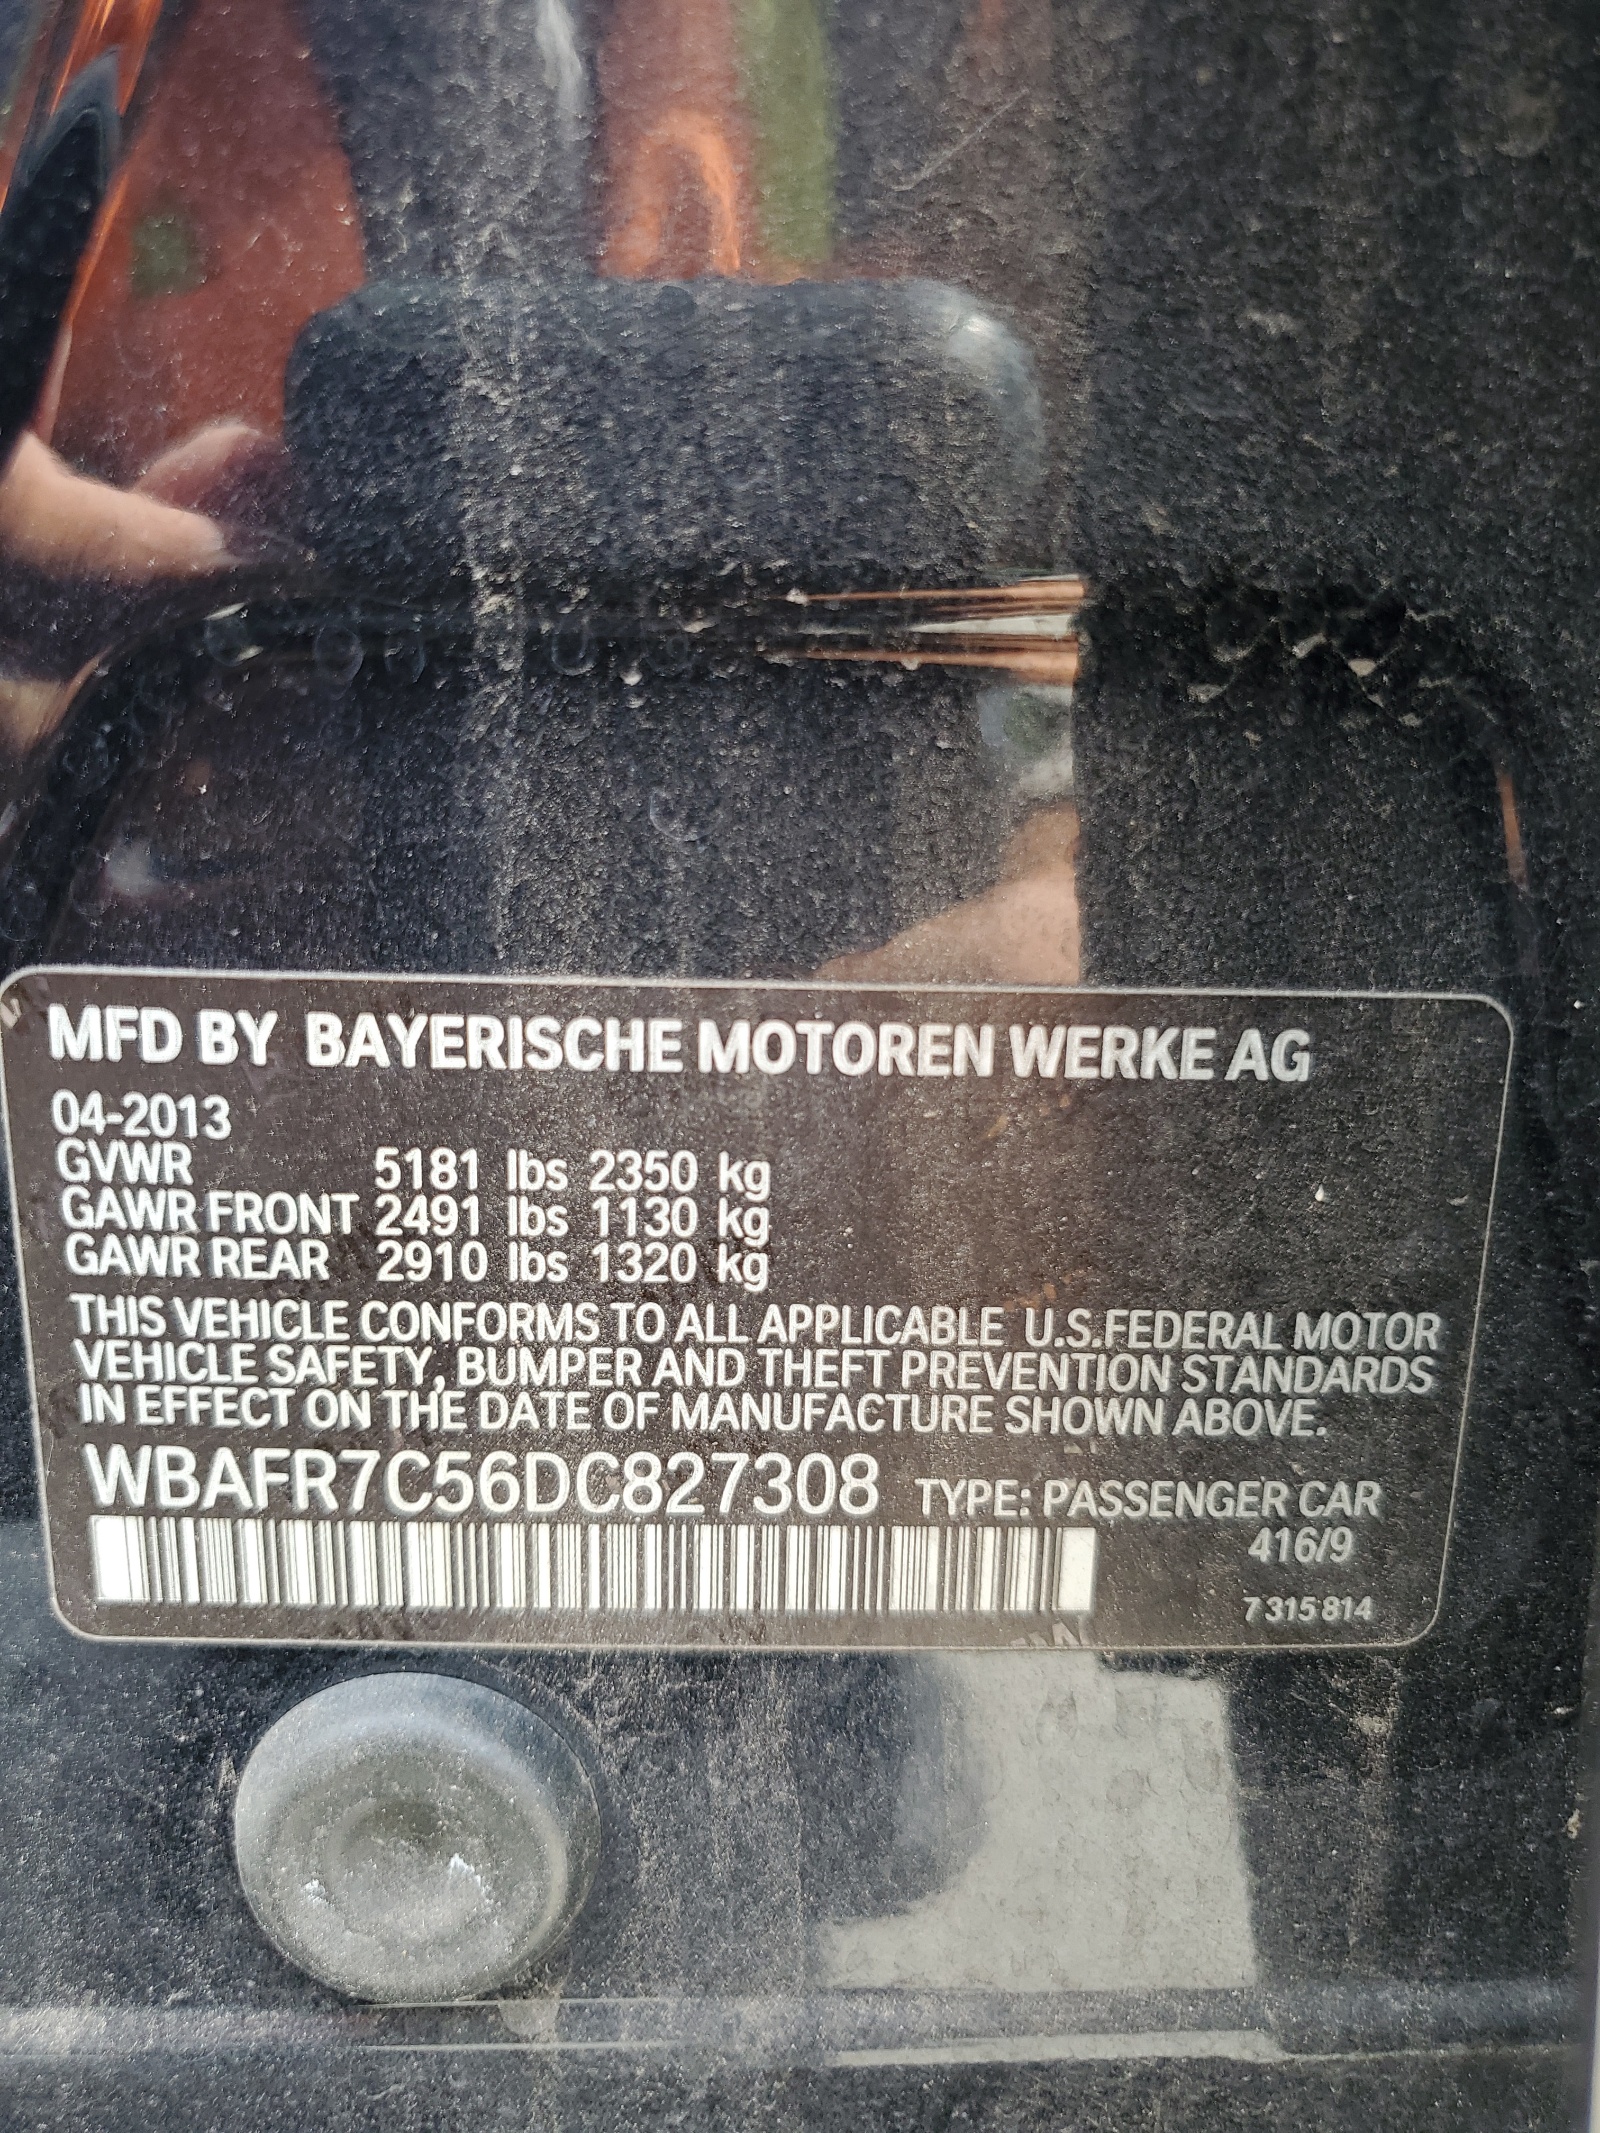 MFD BY BAYERISCHE MOTOREN WERKE AG
04-2013
GVWR 5181 lbs 2350 kg
GAWR FRONT 2491 lbs 1130 kg
GAWR REAR 2910 lbs 1320 kg
THIS VEHICLE CONFORMS TO ALL APPLICABLE U.S.FEDERAL MOTOR
VEHICLE SAFETY, BUMPER AND THEFT PREVENTION STANDARDS
IN EFFECT ON THE DATE OF MANUFACTURE SHOWN ABOVE.
WBAFR7C56DC827308 TYPE: PASSENGER CAR
416/9
7 315 814